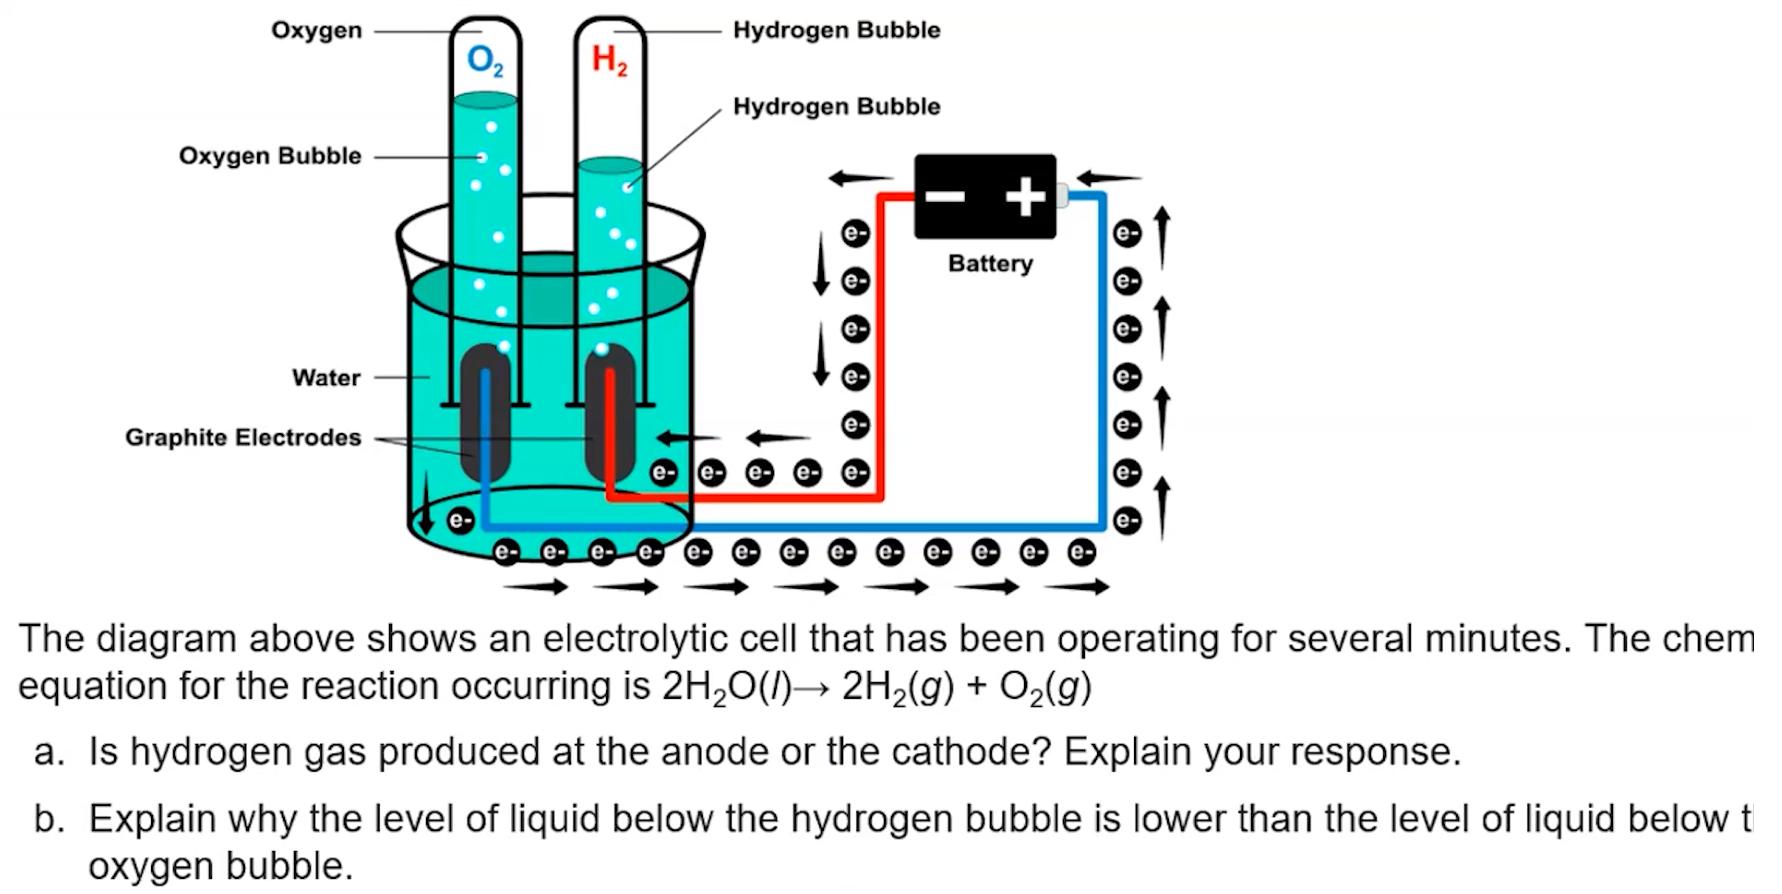 Oxygen
Hydrogen Bubble
O₂
H₂
Hydrogen Bubble
Oxygen Bubble
− +
Battery
Water
Graphite Electrodes
e- e- e- e- e-
e- e- e- e- e-
e- e- e- e- e- e- e-
e- e- e- e- e- e- e- e- e- e- e- e- e- e-
The diagram above shows an electrolytic cell that has been operating for several minutes. The chem
equation for the reaction occurring is 2H₂O(l)→ 2H₂(g) + O₂(g)
a. Is hydrogen gas produced at the anode or the cathode? Explain your response.
b. Explain why the level of liquid below the hydrogen bubble is lower than the level of liquid below t
oxygen bubble.